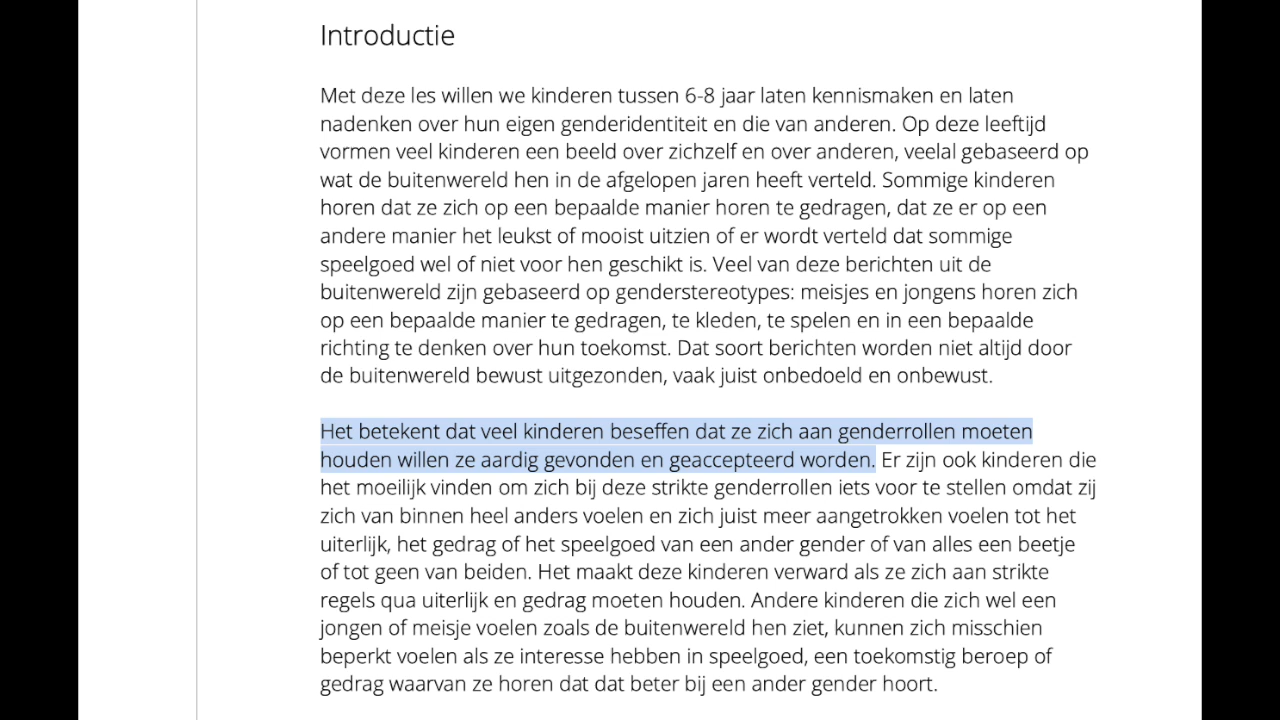 Introductie
Met deze les willen we kinderen tussen 6-8 jaar laten kennismaken en laten
nadenken over hun eigen genderidentiteit en die van anderen. Op deze leeftijd
vormen veel kinderen een beeld over zichzelf en over anderen, veelal gebaseerd op
wat de buitenwereld hen in de afgelopen jaren heeft verteld. Sommige kinderen
horen dat ze zich op een bepaalde manier horen te gedragen, dat ze er op een
andere manier het leukst of mooist uitzien of er wordt verteld dat sommige
speelgoed wel of niet voor hen geschikt is. Veel van deze berichten uit de
buitenwereld zijn gebaseerd op genderstereotypes: meisjes en jongens horen zich
op een bepaalde manier te gedragen, te kleden, te spelen en in een bepaalde
richting te denken over hun toekomst. Dat soort berichten worden niet altijd door
de buitenwereld bewust uitgezonden, vaak juist onbedoeld en onbewust.
Het betekent dat veel kinderen beseffen dat ze zich aan genderrollen moeten
houden willen ze aardig gevonden en geaccepteerd worden. Er zijn ook kinderen die
het moeilijk vinden om zich bij deze strikte genderrollen iets voor te stellen omdat zij
zich van binnen heel anders voelen en zich juist meer aangetrokken voelen tot het
uiterlijk, het gedrag of het speelgoed van een ander gender of van alles een beetje
of tot geen van beiden. Het maakt deze kinderen verward als ze zich aan strikte
regels qua uiterlijk en gedrag moeten houden. Andere kinderen die zich wel een
jongen of meisje voelen zoals de buitenwereld hen ziet, kunnen zich misschien
beperkt voelen als ze interesse hebben in speelgoed, een toekomstig beroep of
gedrag waarvan ze horen dat dat beter bij een ander gender hoort.